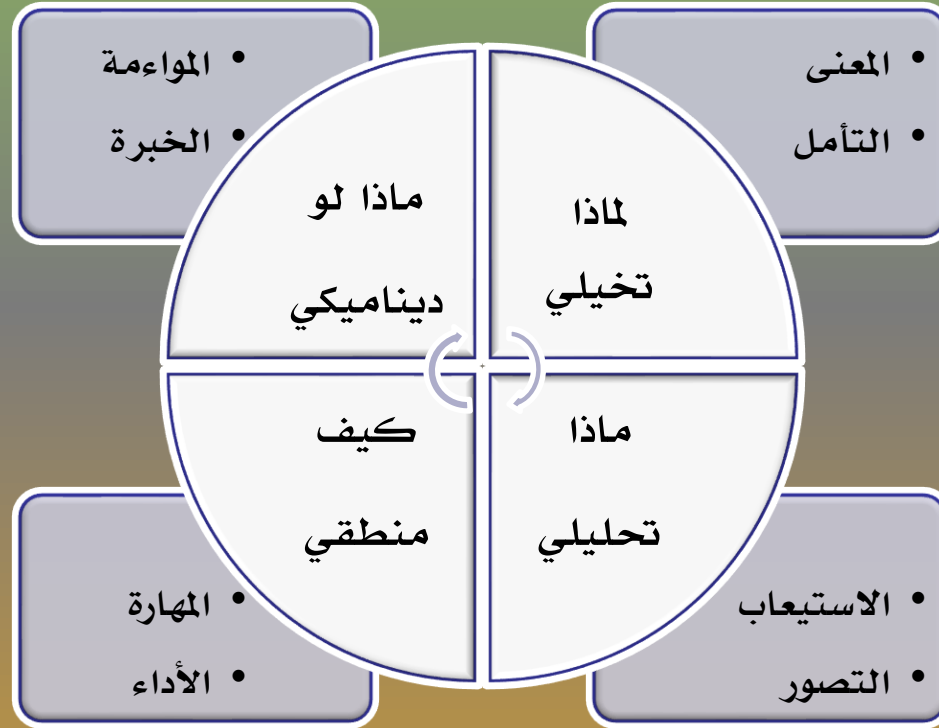 المعنى
التأمل
لماذا
تخيلي
ماذا
تحليلي
الاستيعاب
التصور
كيف
منطقي
المهارة
الأداء
ماذا لو
ديناميكي
المواءمة
الخبرة